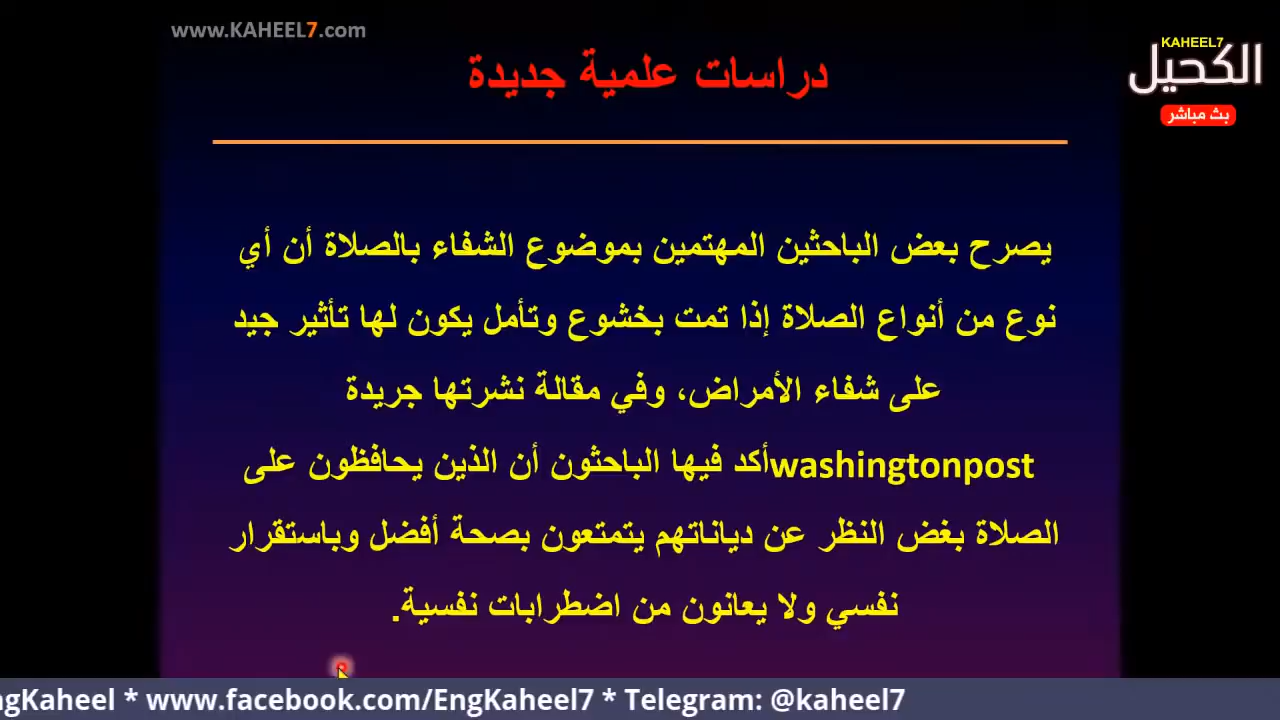 www.KAHEEL7.com
KAHEEL7
الكحيل
بث مباشر
دراسات علمية جديدة
يصرح بعض الباحثين المهتمين بموضوع الشفاء بالصلاة أن أي
نوع من أنواع الصلاة إذا تمت بخشوع وتأمل يكون لها تأثير جيد
على شفاء الأمراض، وفي مقالة نشرتها جريدة
washingtonpostأكد فيها الباحثون أن الذين يحافظون على
الصلاة بغض النظر عن دياناتهم يتمتعون بصحة أفضل وباستقرار
نفسي ولا يعانون من اضطرابات نفسية.
ngKaheel * www.facebook.com/EngKaheel7 * Telegram: @kaheel7